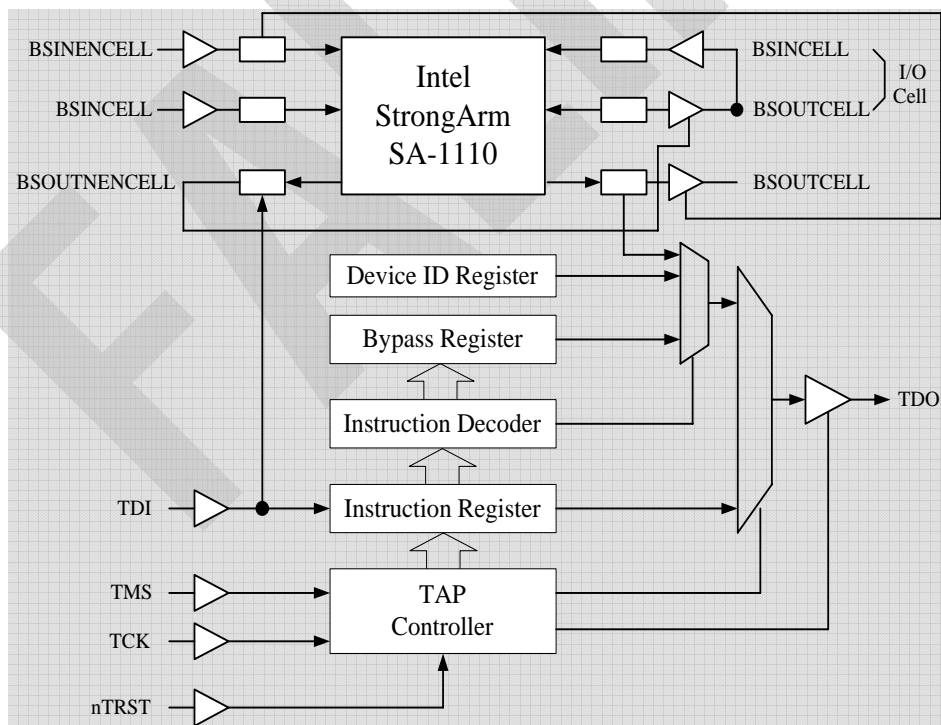 BSINENCELL
BSINCELL
BSOUTNENCELL
Intel
StrongArm
SA-1110
BSINCELL
BSOUTCELL
I/O
Cell
BSOUTCELL
Device ID Register
Bypass Register
Instruction Decoder
Instruction Register
TAP
Controller
TDI
TMS
TCK
nTRST
TDO